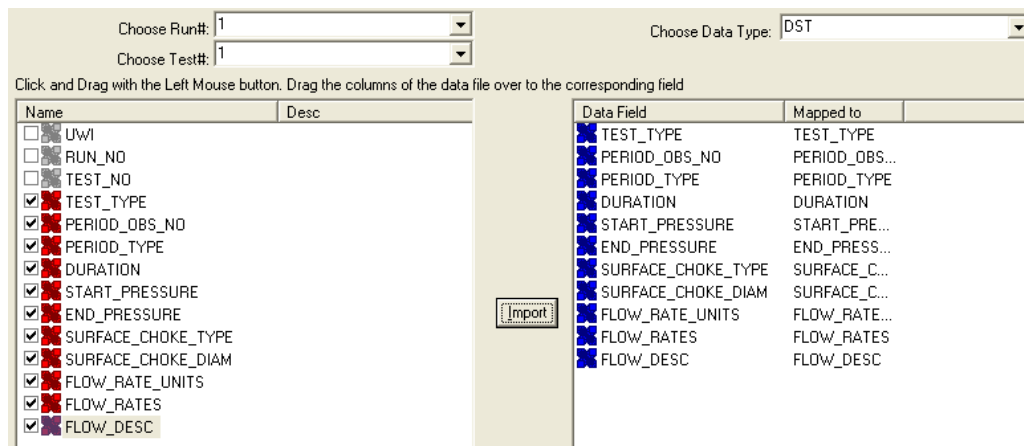 Choose Run#: 1
Choose Data Type: DST
Choose Test#: 1
Click and Drag with the Left Mouse button. Drag the columns of the data file over to the corresponding field
Name Desc
UWI
RUN_NO
TEST_NO
TEST_TYPE
PERIOD_OBS_NO
PERIOD_TYPE
DURATION
START_PRESSURE
END_PRESSURE
SURFACE_CHOKE_TYPE
SURFACE_CHOKE_DIAM
FLOW_RATE_UNITS
FLOW_RATES
FLOW_DESC
Import
Data Field Mapped to
TEST_TYPE TEST_TYPE
PERIOD_OBS_NO PERIOD_OBS...
PERIOD_TYPE PERIOD_TYPE
DURATION DURATION
START_PRESSURE START_PRE...
END_PRESSURE END_PRESS...
SURFACE_CHOKE_TYPE SURFACE_C...
SURFACE_CHOKE_DIAM SURFACE_C...
FLOW_RATE_UNITS FLOW_RATE...
FLOW_RATES FLOW_RATES
FLOW_DESC FLOW_DESC